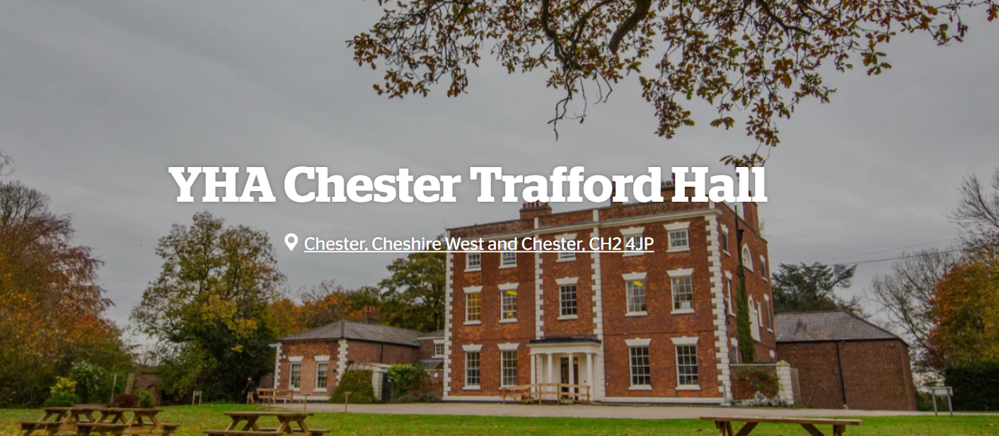 YHA Chester Trafford Hall
Chester, Cheshire West and Chester, CH2 4JP